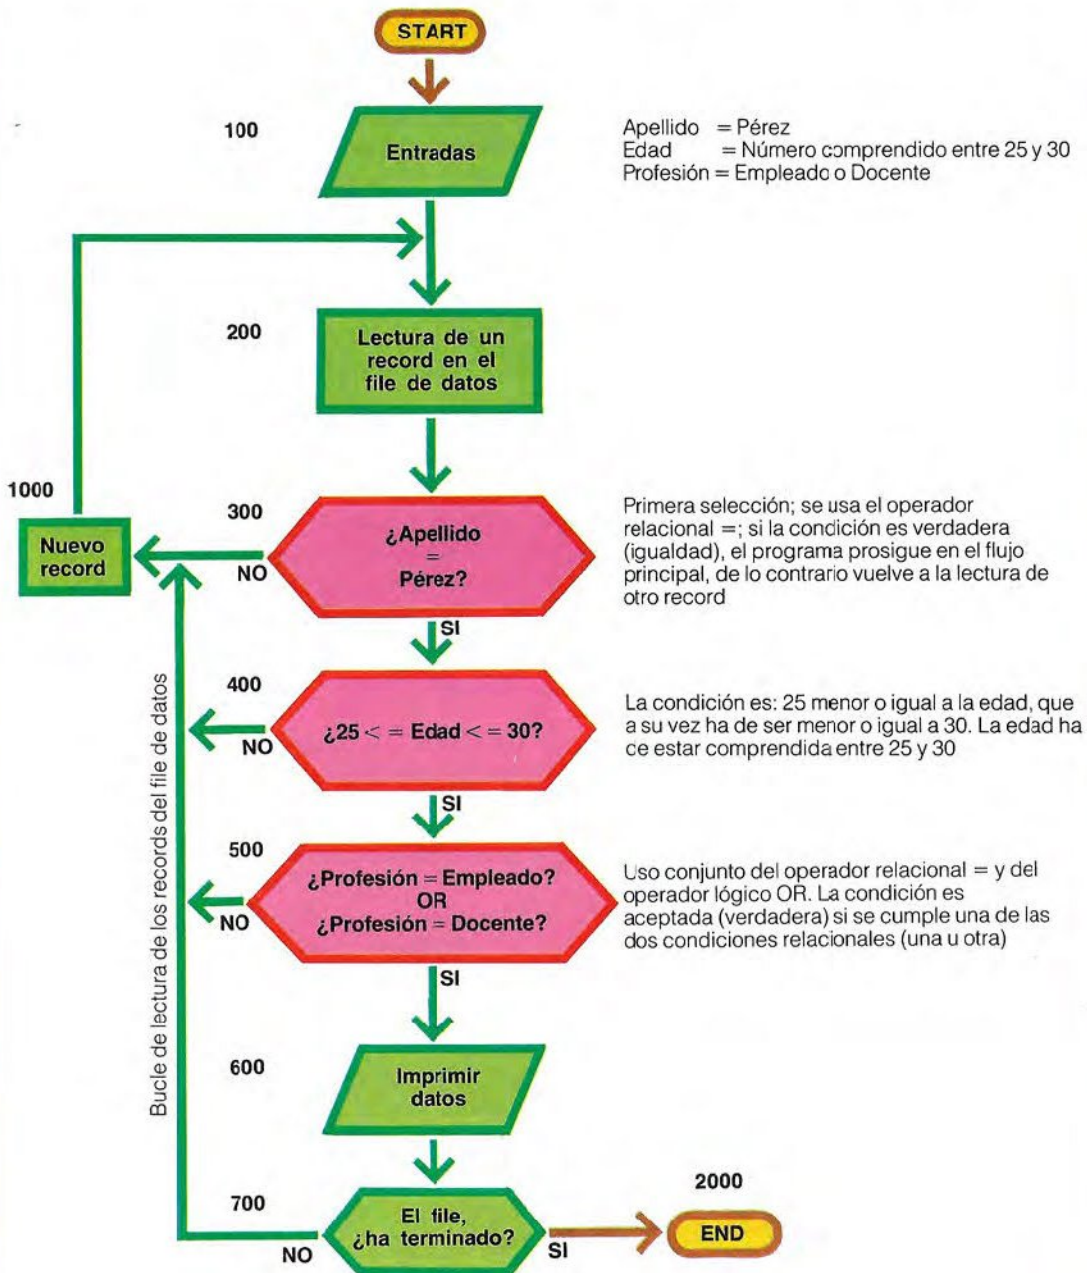 START
100
Entradas
Apellido = Pérez
Edad = Número comprendido entre 25 y 30
Profesión = Empleado o Docente
200
Lectura de un
record en el
file de datos
1000
Nuevo
record
300
¿Apellido
=
Pérez?
NO
SI
Primera selección; se usa el operador
relacional =; si la condición es verdadera
(igualdad), el programa prosigue en el flujo
principal, de lo contrario vuelve a la lectura de
otro record
400
¿25 < = Edad < = 30?
NO
SI
La condición es: 25 menor o igual a la edad, que
a su vez ha de ser menor o igual a 30. La edad ha
de estar comprendida entre 25 y 30
500
¿Profesión = Empleado?
OR
¿Profesión = Docente?
NO
SI
Uso conjunto del operador relacional = y del
operador lógico OR. La condición es
aceptada (verdadera) si se cumple una de las
dos condiciones relacionales (una u otra)
Bucle de lectura de los records del file de datos
600
Imprimir
datos
700
El file,
¿ha terminado?
NO
SI
2000
END